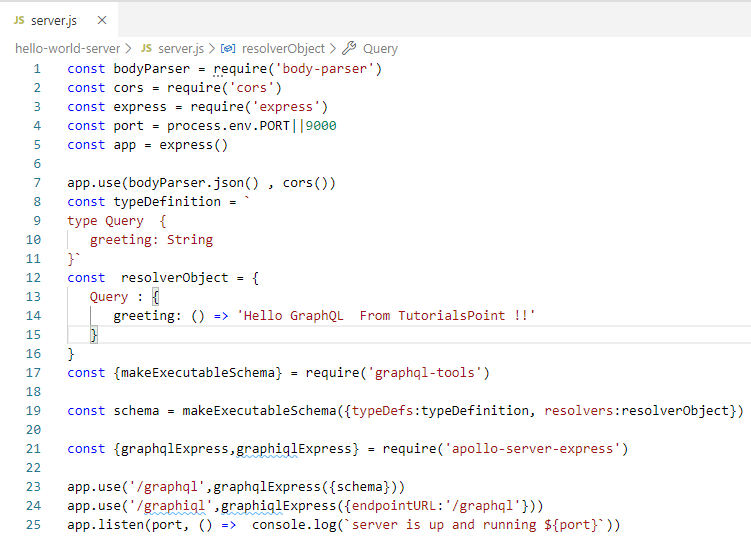 JS server.js ×
hello-world-server > JS server.js > resolverObject > Query
1 const bodyParser = require('body-parser')
2 const cors = require('cors')
3 const express = require('express')
4 const port = process.env.PORT||9000
5 const app = express()
6
7 app.use(bodyParser.json() , cors())
8 const typeDefinition = `
9 type Query  {
10    greeting: String
11 }`
12 const  resolverObject = {
13    Query : {
14       greeting: () => 'Hello GraphQL  From TutorialsPoint !!'
15    }
16 }
17 const {makeExecutableSchema} = require('graphql-tools')
18
19 const schema = makeExecutableSchema({typeDefs:typeDefinition, resolvers:resolverObject})
20
21 const {graphqlExpress,graphiqlExpress} = require('apollo-server-express')
22
23 app.use('/graphql',graphqlExpress({schema}))
24 app.use('/graphiql',graphiqlExpress({endpointURL:'/graphql'}))
25 app.listen(port, () =>  console.log(`server is up and running ${port}`))